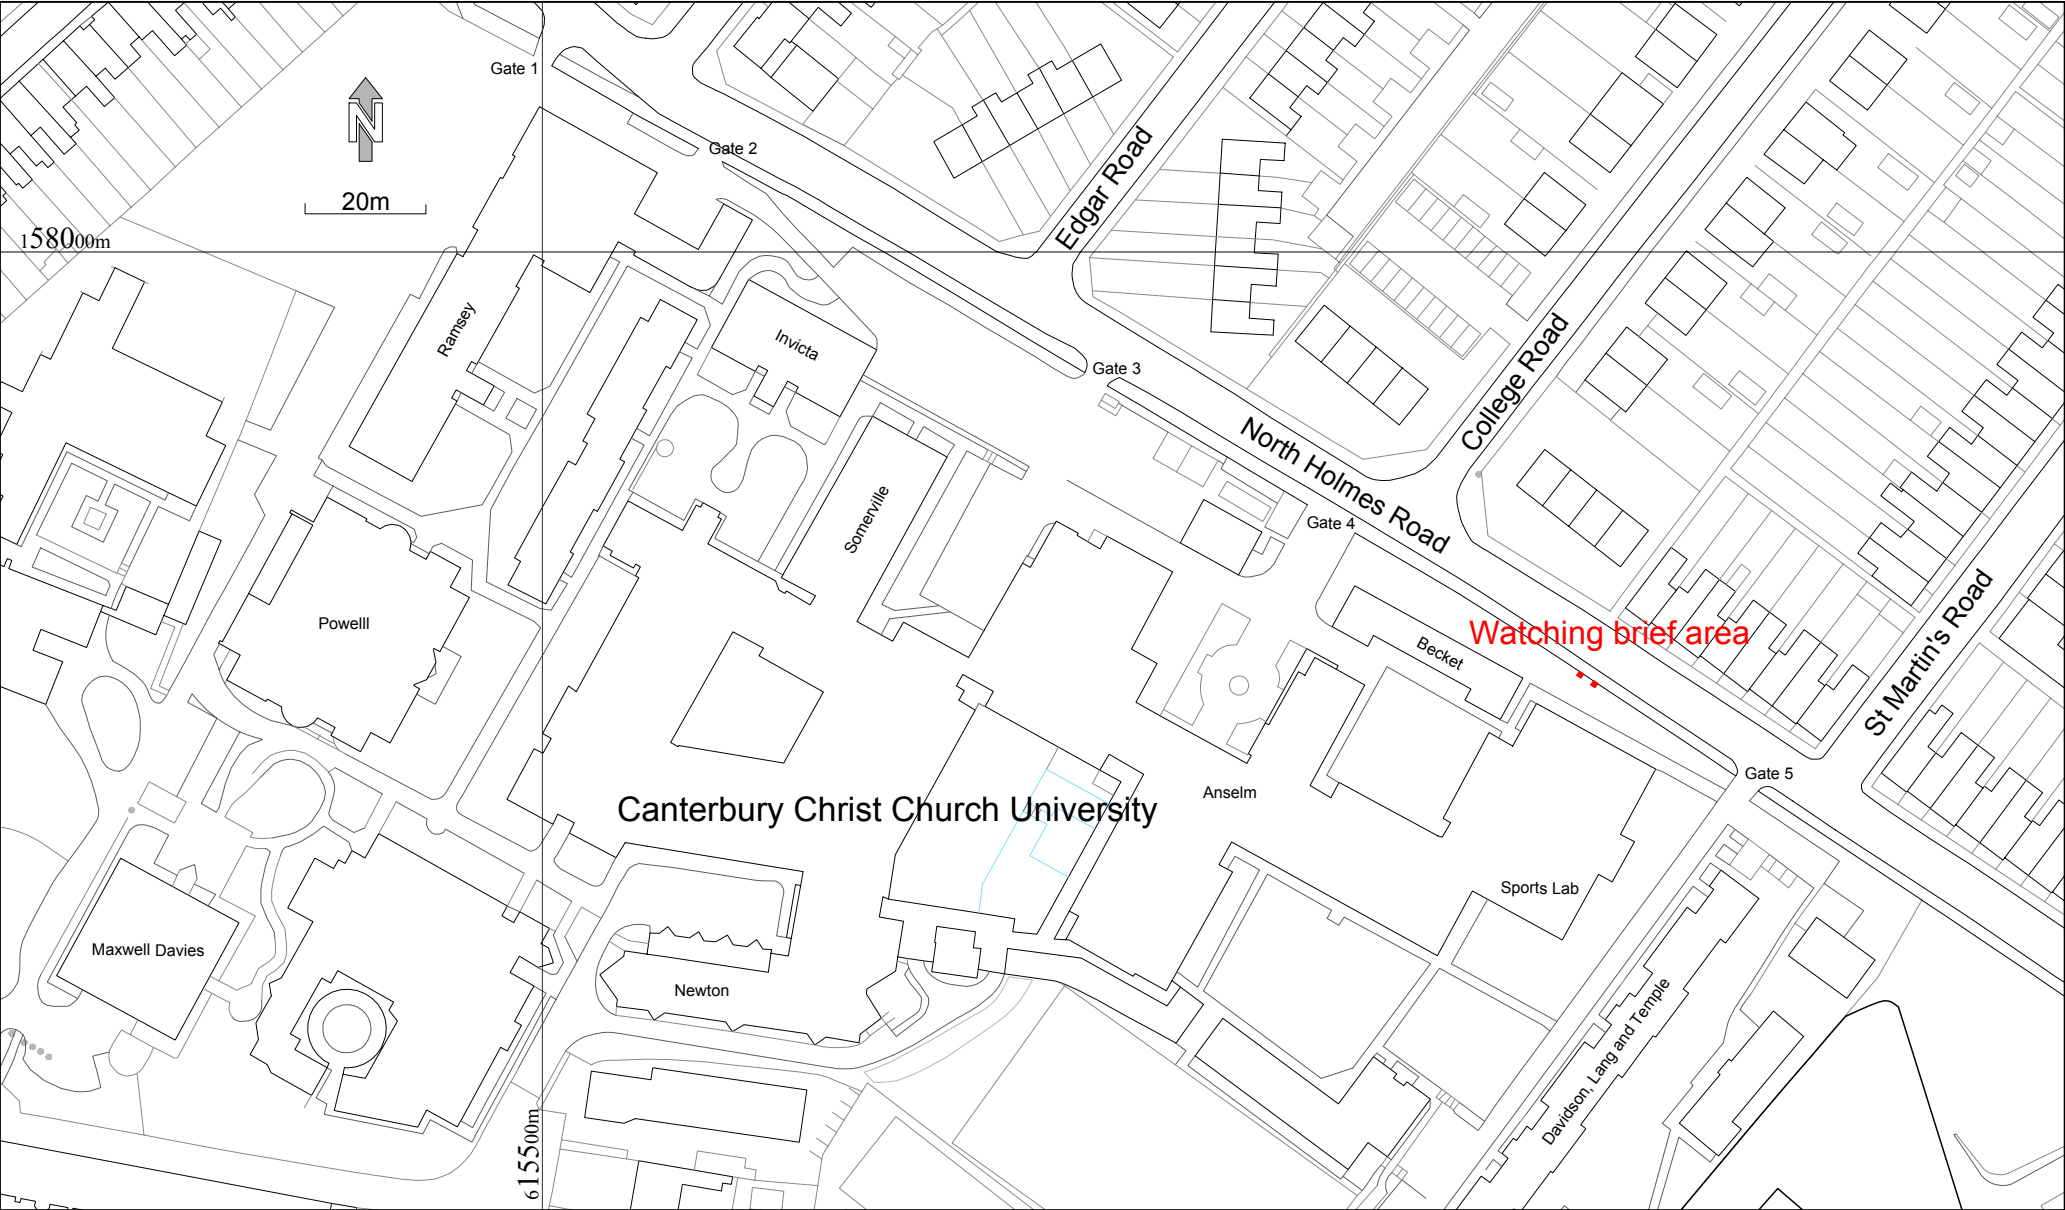 Gate 1
N
Gate 2
20m
Edgar Road
158000m
Ramsey
Invicta
Gate 3
College Road
North Holmes Road
Somerville
Gate 4
Powelll
Watching brief area
Becket
St Martin's Road
Gate 5
Anselm
Canterbury Christ Church University
Sports Lab
Maxwell Davies
Newton
Davidson, Lang and Temple
615500m